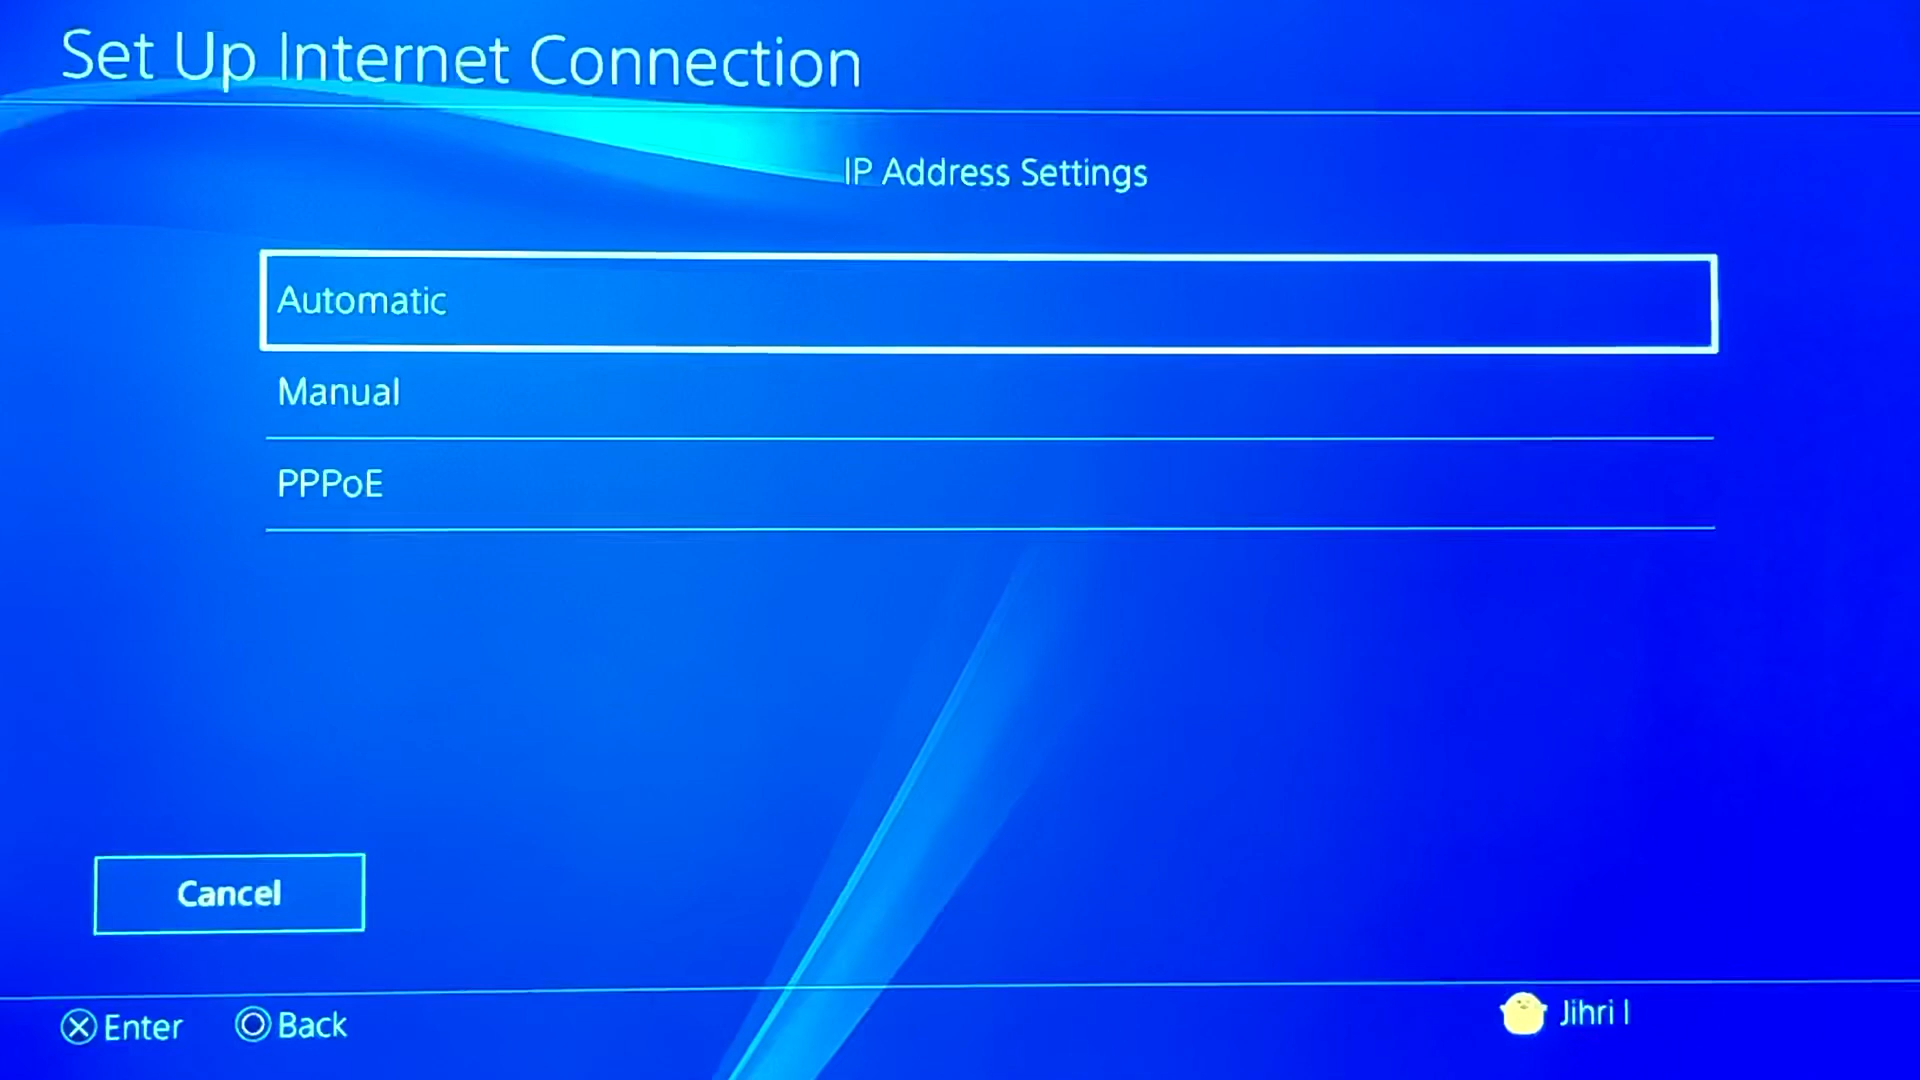 Set Up Internet Connection
IP Address Settings
Automatic
Manual
PPPoE
Cancel
Enter
Back
Jihri I